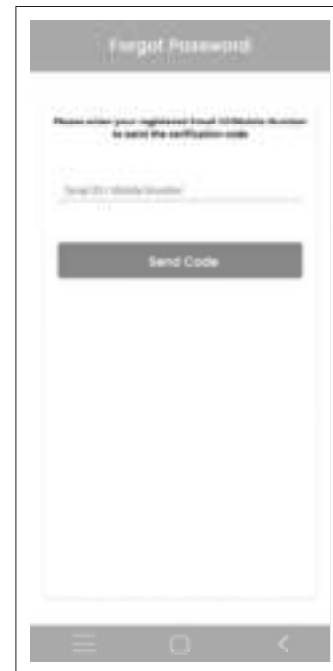 Forgot Password
Please enter your registered Email ID/Mobile Number
to send the verification code
Email ID / Mobile Number
Send Code